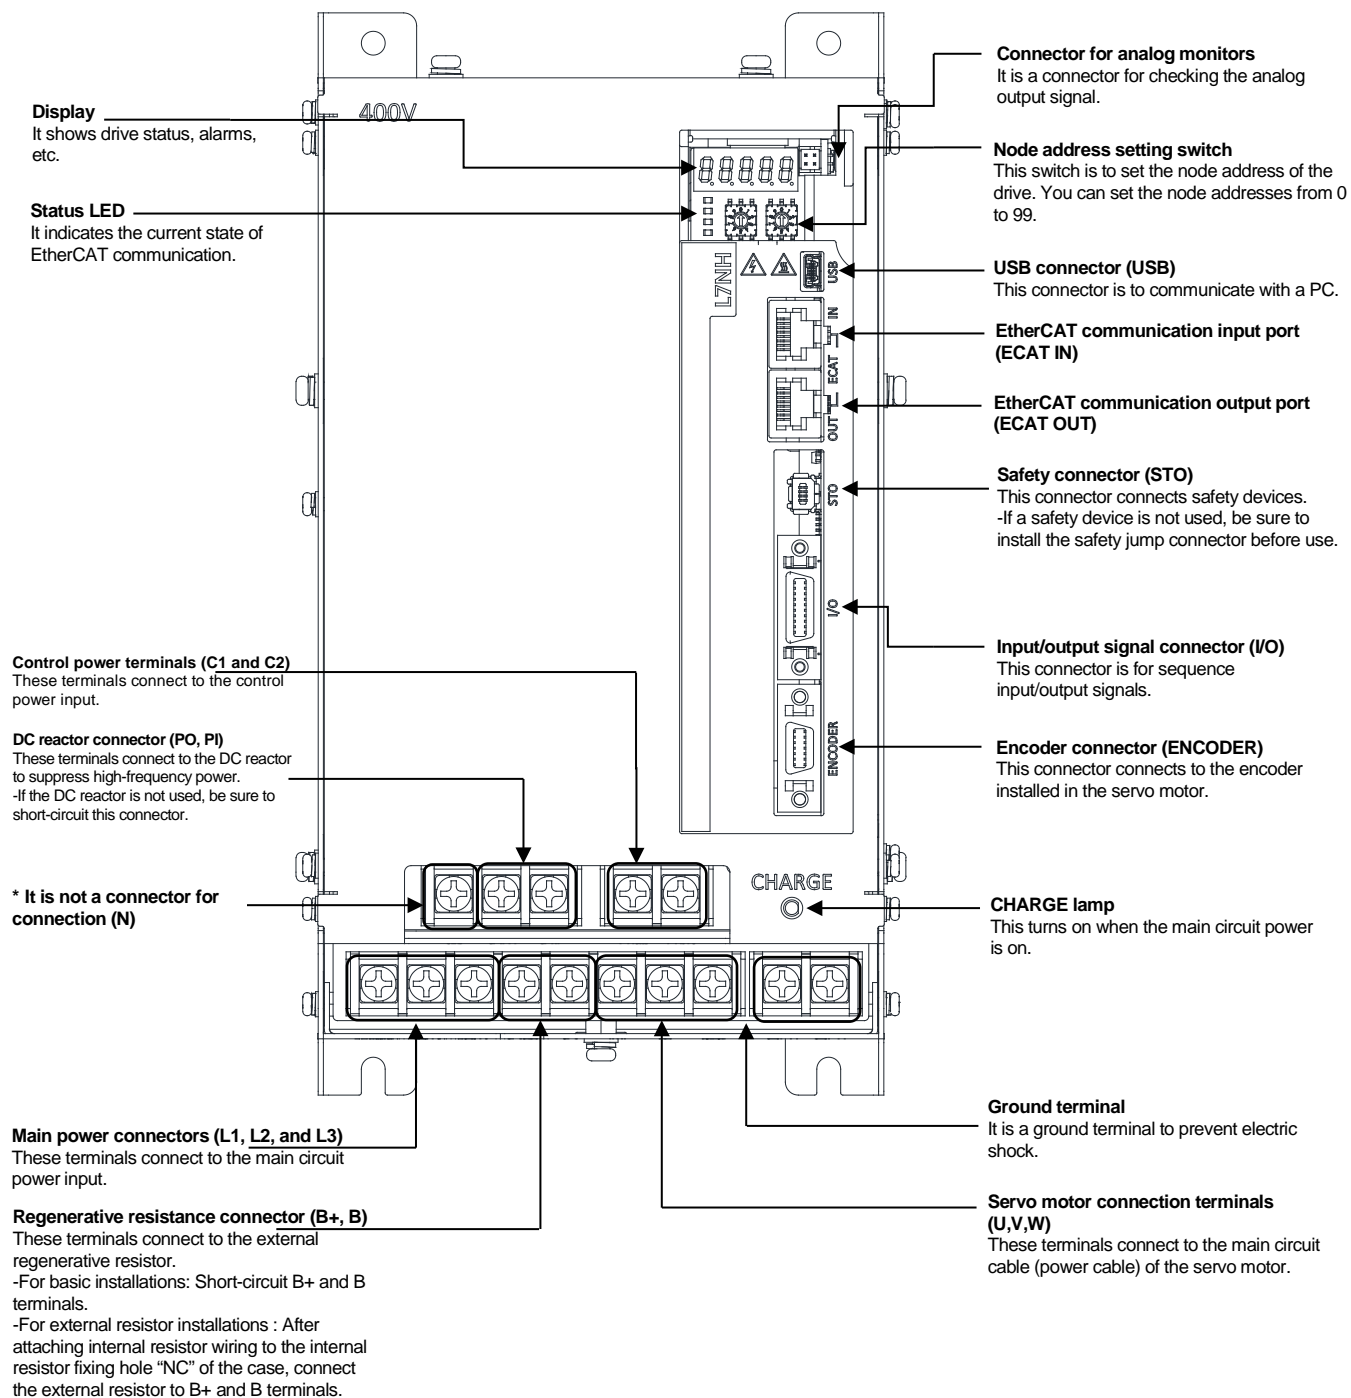 Connector for analog monitors
It is a connector for checking the analog
output signal.
Display
It shows drive status, alarms,
etc.
400V
Node address setting switch
This switch is to set the node address of the
drive. You can set the node addresses from 0
to 99.
8.8.8.8.8.
Status LED
It indicates the current state of
EtherCAT communication.
L7NH
USB
USB connector (USB)
This connector is to communicate with a PC.
IN
ECAT
OUT
EtherCAT communication input port
(ECAT IN)
EtherCAT communication output port
(ECAT OUT)
STO
Safety connector (STO)
This connector connects safety devices.
-If a safety device is not used, be sure to
install the safety jump connector before use.
I/O
Input/output signal connector (I/O)
This connector is for sequence
input/output signals.
Control power terminals (C1 and C2)
These terminals connect to the control
power input.
DC reactor connector (PO, PI)
These terminals connect to the DC reactor
to suppress high-frequency power.
-If the DC reactor is not used, be sure to
short-circuit this connector.
ENCODER
Encoder connector (ENCODER)
This connector connects to the encoder
installed in the servo motor.
* It is not a connector for
connection (N)
CHARGE
CHARGE lamp
This turns on when the main circuit power
is on.
Ground terminal
It is a ground terminal to prevent electric
shock.
Main power connectors (L1, L2, and L3)
These terminals connect to the main circuit
power input.
Servo motor connection terminals
(U,V,W)
These terminals connect to the main circuit
cable (power cable) of the servo motor.
Regenerative resistance connector (B+, B)
These terminals connect to the external
regenerative resistor.
-For basic installations: Short-circuit B+ and B
terminals.
-For external resistor installations : After
attaching internal resistor wiring to the internal
resistor fixing hole “NC” of the case, connect
the external resistor to B+ and B terminals.